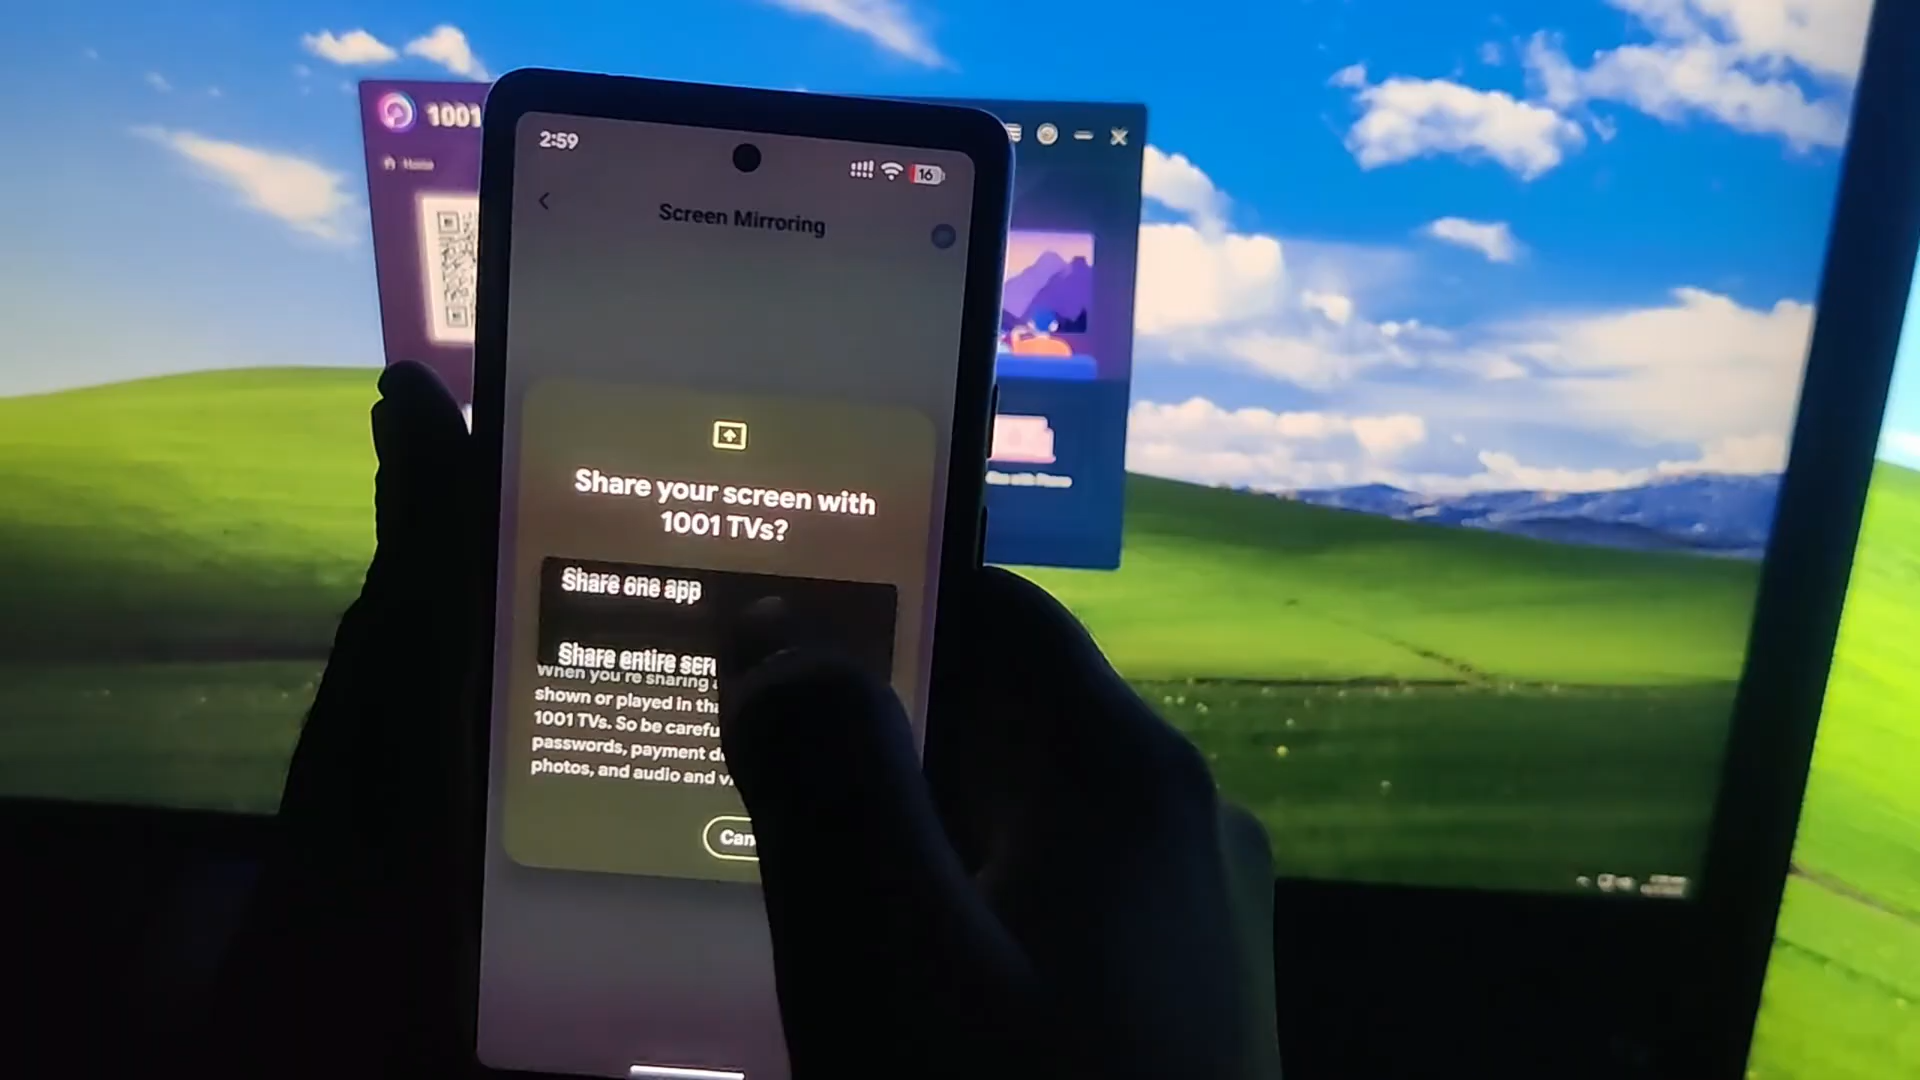 1001
Home
2:59
16
Screen Mirroring
Share your screen with
1001 TVs?
Share one app
Share entire scr
When you're sharing
shown or played in tha
1001 TVs. So be carefu
passwords, payment d
photos, and audio and v
Can